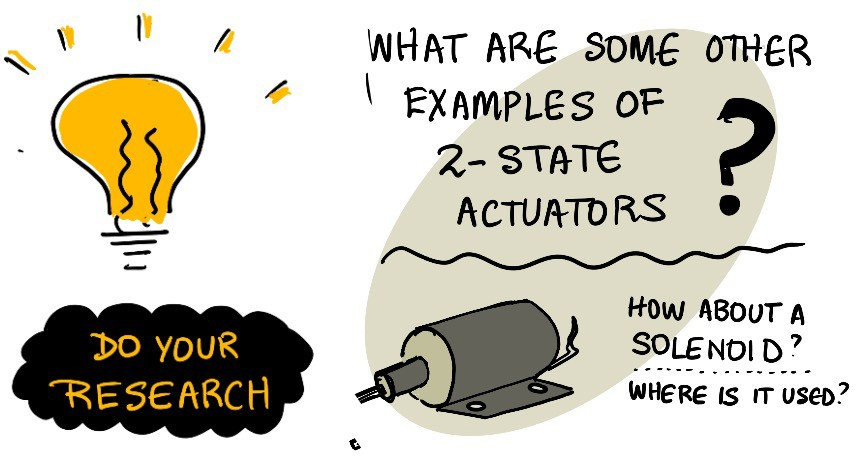 WHAT ARE SOME OTHER
EXAMPLES OF
2-STATE
ACTUATORS ?
HOW ABOUT A
SOLENOID?
WHERE IS IT USED?
DO YOUR
RESEARCH